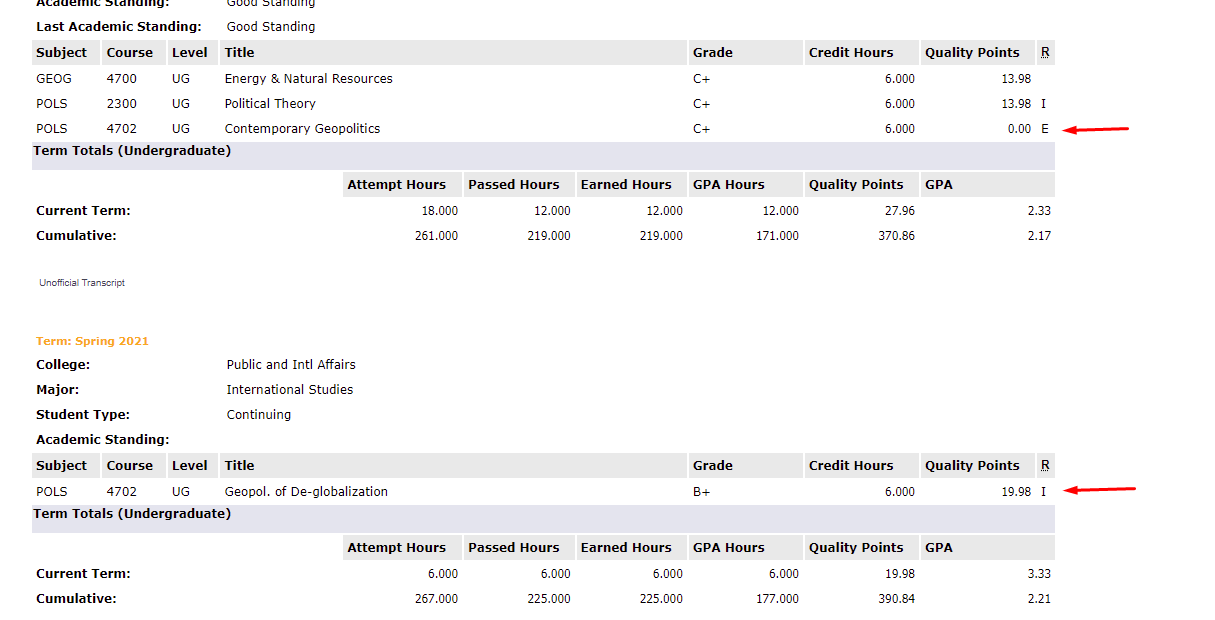 Academic Standing: Good Standing
Last Academic Standing: Good Standing
Subject Course Level Title Grade Credit Hours Quality Points R
GEOG 4700 UG Energy & Natural Resources C+ 6.000 13.98
POLS 2300 UG Political Theory C+ 6.000 13.98 I
POLS 4702 UG Contemporary Geopolitics C+ 6.000 0.00 E
Term Totals (Undergraduate)
Attempt Hours Passed Hours Earned Hours GPA Hours Quality Points GPA
Current Term: 18.000 12.000 12.000 12.000 27.96 2.33
Cumulative: 261.000 219.000 219.000 171.000 370.86 2.17
Unofficial Transcript
Term: Spring 2021
College: Public and Intl Affairs
Major: International Studies
Student Type: Continuing
Academic Standing:
Subject Course Level Title Grade Credit Hours Quality Points R
POLS 4702 UG Geopol. of De-globalization B+ 6.000 19.98 I
Term Totals (Undergraduate)
Attempt Hours Passed Hours Earned Hours GPA Hours Quality Points GPA
Current Term: 6.000 6.000 6.000 6.000 19.98 3.33
Cumulative: 267.000 225.000 225.000 177.000 390.84 2.21